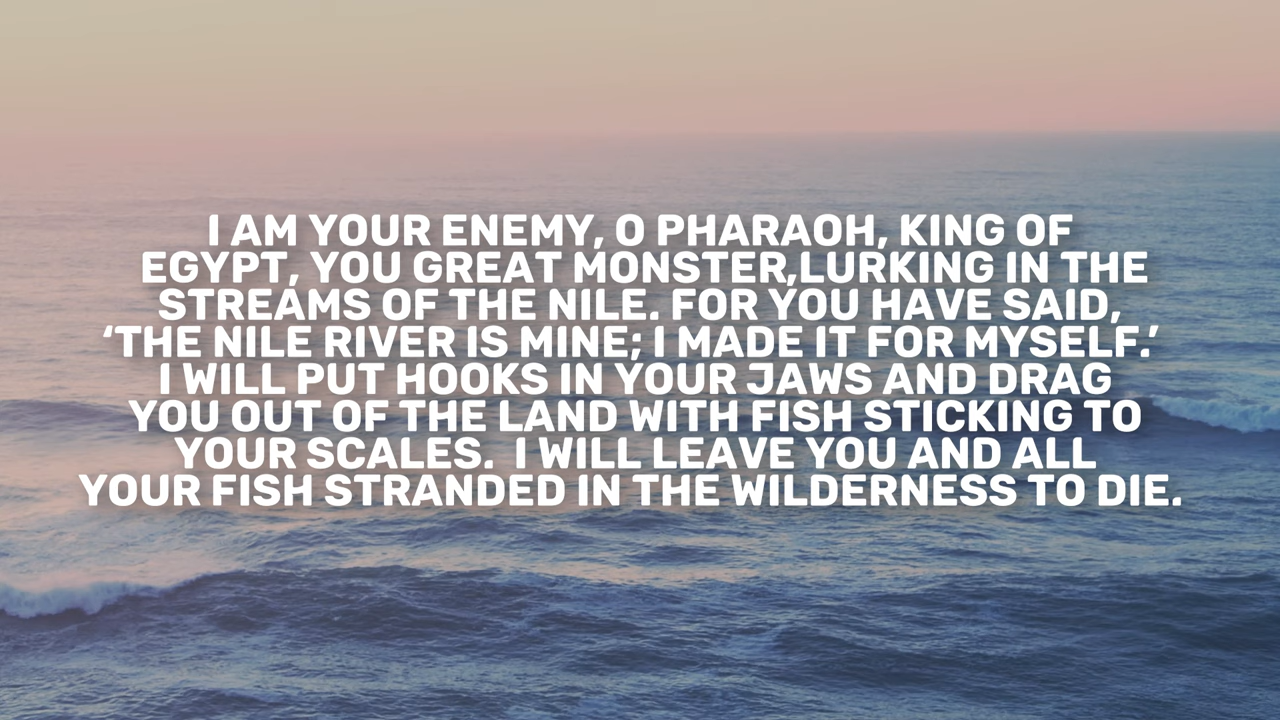 I AM YOUR ENEMY, O PHARAOH, KING OF
EGYPT, YOU GREAT MONSTER,LURKING IN THE
STREAMS OF THE NILE. FOR YOU HAVE SAID,
‘THE NILE RIVER IS MINE; I MADE IT FOR MYSELF.’
I WILL PUT HOOKS IN YOUR JAWS AND DRAG
YOU OUT OF THE LAND WITH FISH STICKING TO
YOUR SCALES.  I WILL LEAVE YOU AND ALL
YOUR FISH STRANDED IN THE WILDERNESS TO DIE.